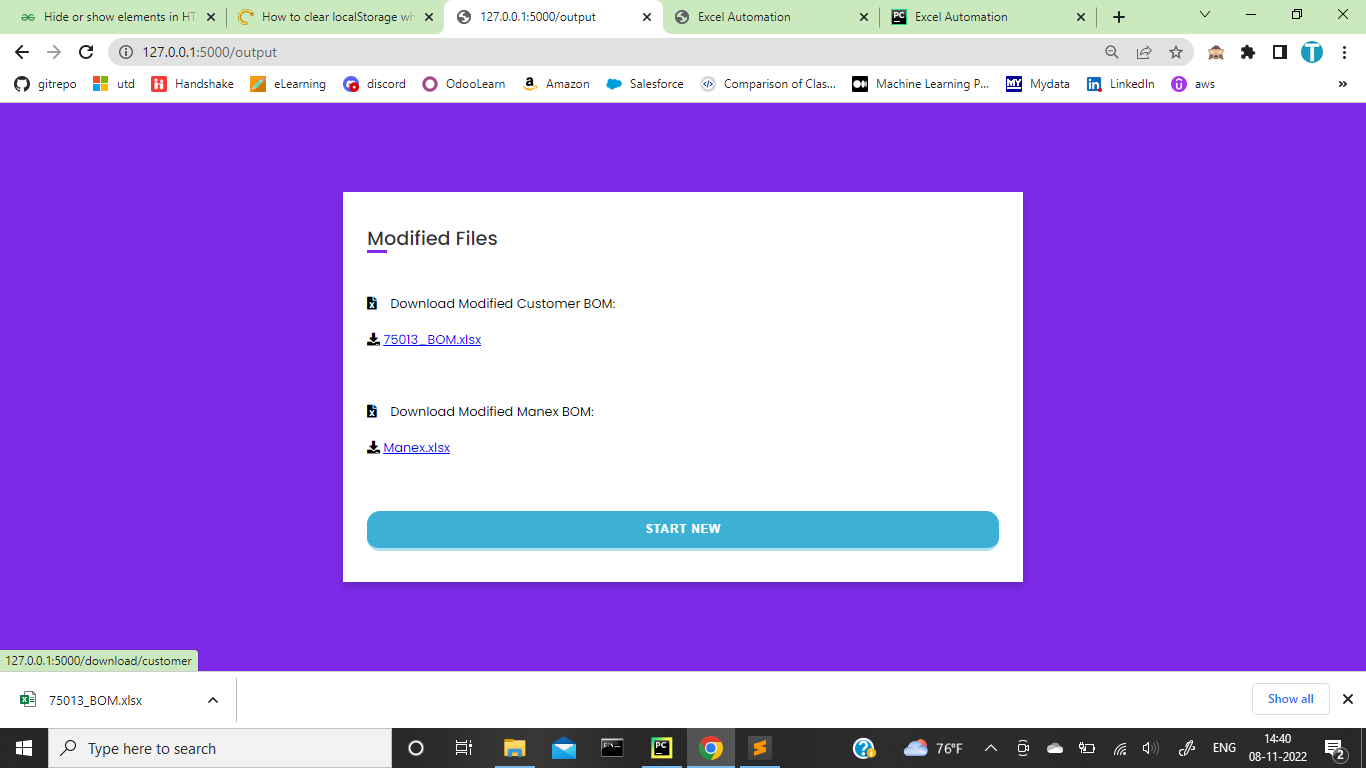 Hide or show elements in HT
How to clear localStorage wh
127.0.0.1:5000/output
Excel Automation
PC
Excel Automation
127.0.0.1:5000/output
gitrepo
utd
Handshake
eLearning
discord
OdooLearn
Amazon
Salesforce
Comparison of Clas...
Machine Learning P...
MY
Mydata
LinkedIn
aws
»
Modified Files
Download Modified Customer BOM:
75013_BOM.xlsx
Download Modified Manex BOM:
Manex.xlsx
START NEW
127.0.0.1:5000/download/customer
75013_BOM.xlsx
Show all
Type here to search
PC
76°F
ENG
14:40
08-11-2022
2